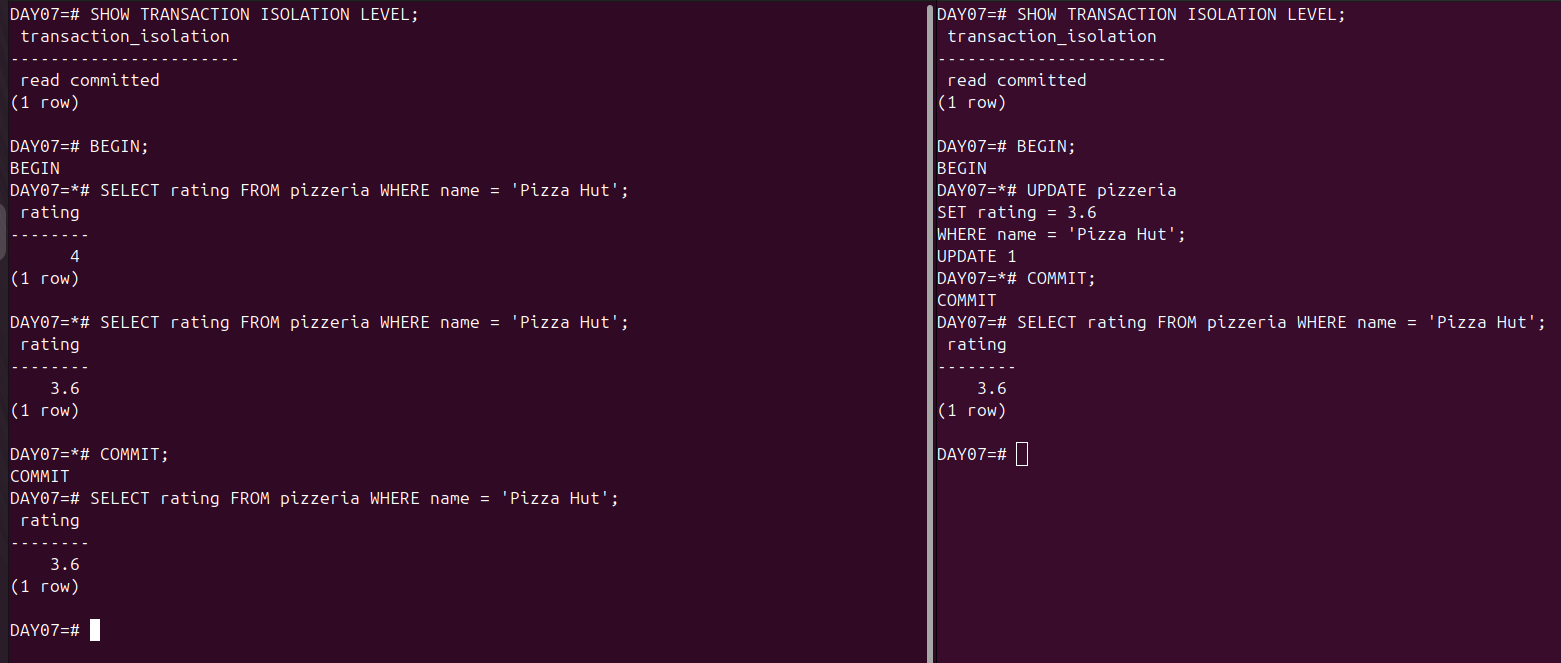 DAY07=# SHOW TRANSACTION ISOLATION LEVEL;
 transaction_isolation
-----------------------
 read committed
(1 row)

DAY07=# BEGIN;
BEGIN
DAY07=*# SELECT rating FROM pizzeria WHERE name = 'Pizza Hut';
 rating
--------
      4
(1 row)

DAY07=*# SELECT rating FROM pizzeria WHERE name = 'Pizza Hut';
 rating
--------
    3.6
(1 row)

DAY07=*# COMMIT;
COMMIT
DAY07=# SELECT rating FROM pizzeria WHERE name = 'Pizza Hut';
 rating
--------
    3.6
(1 row)

DAY07=#
DAY07=# SHOW TRANSACTION ISOLATION LEVEL;
 transaction_isolation
-----------------------
 read committed
(1 row)

DAY07=# BEGIN;
BEGIN
DAY07=*# UPDATE pizzeria
SET rating = 3.6
WHERE name = 'Pizza Hut';
UPDATE 1
DAY07=*# COMMIT;
COMMIT
DAY07=# SELECT rating FROM pizzeria WHERE name = 'Pizza Hut';
 rating
--------
    3.6
(1 row)

DAY07=#